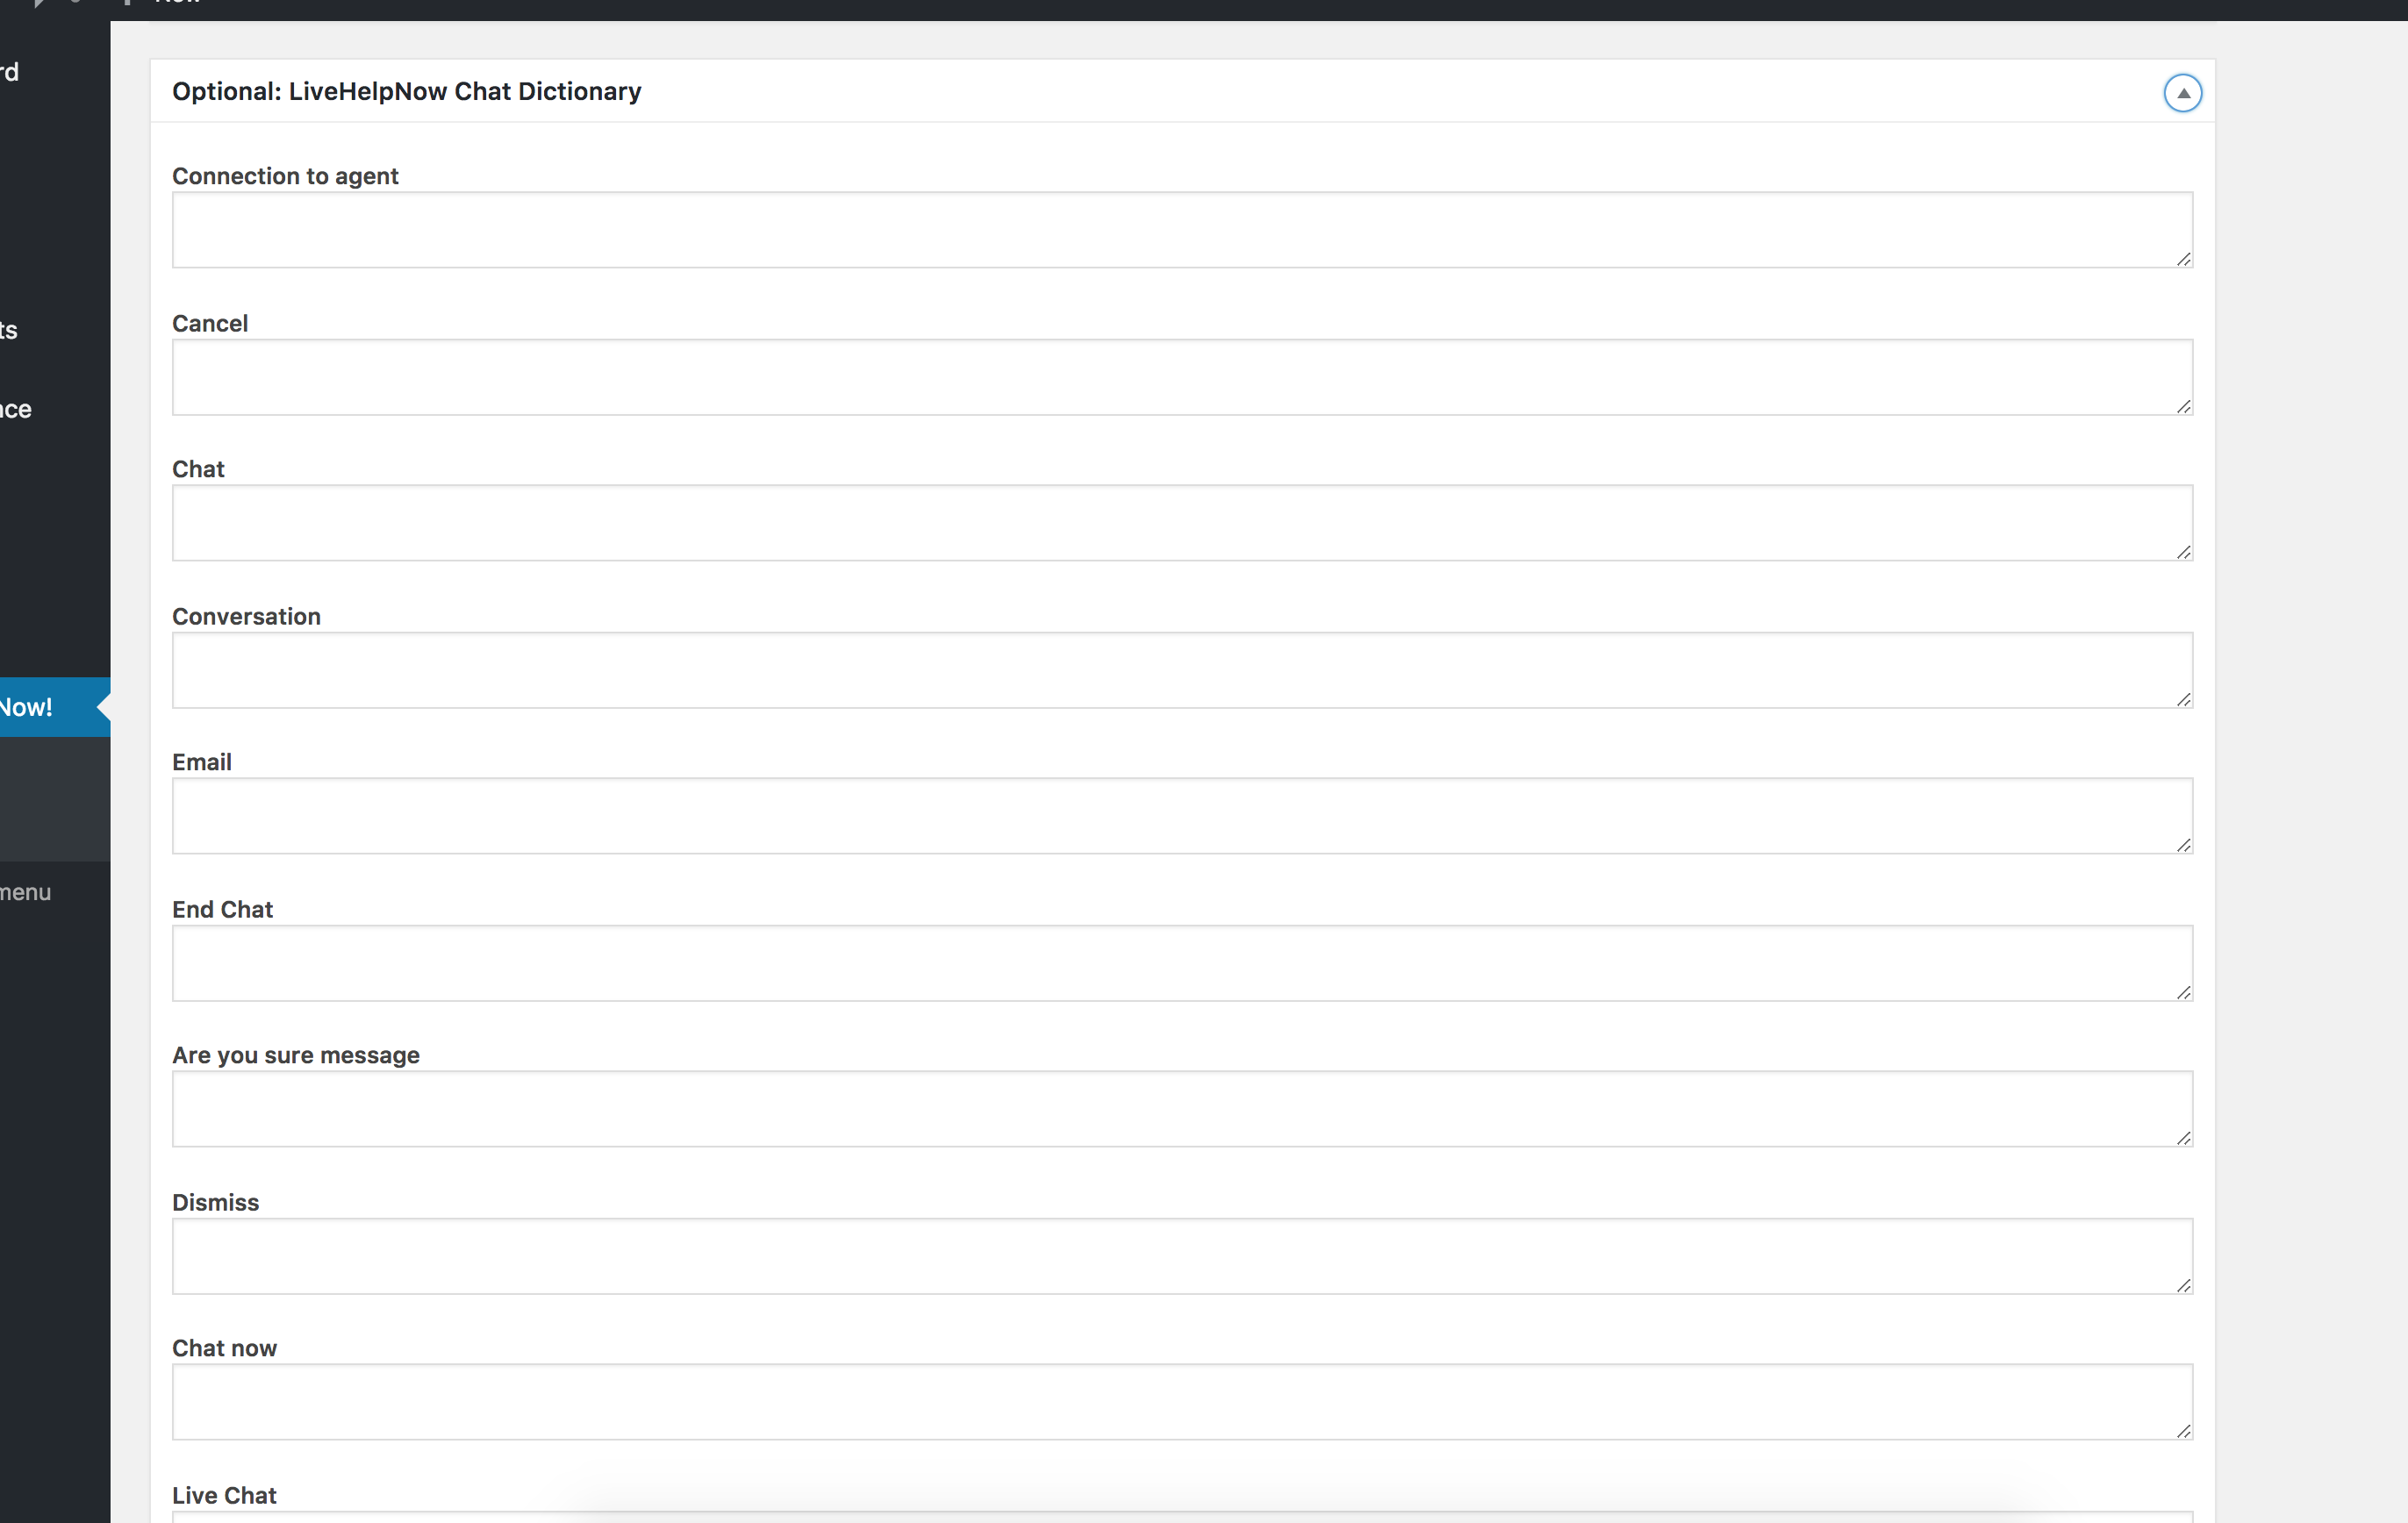 rd
ts
nce
Now!
menu
Optional: LiveHelpNow Chat Dictionary
Connection to agent
Cancel
Chat
Conversation
Email
End Chat
Are you sure message
Dismiss
Chat now
Live Chat